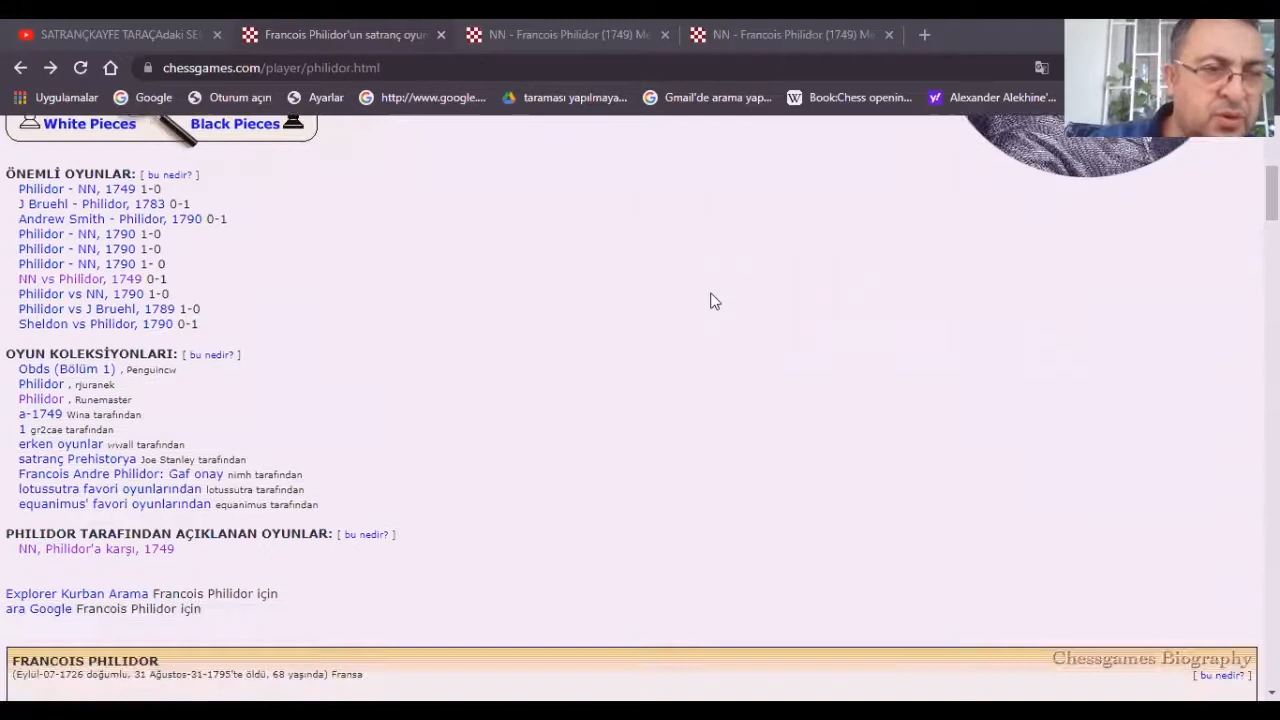 SATRANÇKAYFE TARAÇAdaki SE
Francois Philidor'un satranç oyun
NN - Francois Philidor (1749) Me
NN - Francois Philidor (1749) Me
chessgames.com/player/philidor.html
Uygulamalar
Google
Oturum açın
Ayarlar
http://www.google....
taraması yapılmaya...
Gmail'de arama yap...
Book:Chess openin...
Alexander Alekhine'...
White Pieces
Black Pieces
ÖNEMLİ OYUNLAR: [ bu nedir? ]
Philidor - NN, 1749 1-0
J Bruehl - Philidor, 1783 0-1
Andrew Smith - Philidor, 1790 0-1
Philidor - NN, 1790 1-0
Philidor - NN, 1790 1-0
Philidor - NN, 1790 1- 0
NN vs Philidor, 1749 0-1
Philidor vs NN, 1790 1-0
Philidor vs J Bruehl, 1789 1-0
Sheldon vs Philidor, 1790 0-1
OYUN KOLEKSİYONLARI: [ bu nedir? ]
Obds (Bölüm 1) , Penguincw
Philidor , rjuranek
Philidor , Runemaster
a-1749 Wina tarafından
1 gr2cae tarafından
erken oyunlar wwall tarafından
satranç Prehistorya Joe Stanley tarafından
Francois Andre Philidor: Gaf onay nimh tarafından
lotussutra favori oyunlarından lotussutra tarafından
equanimus' favori oyunlarından equanimus tarafından
PHILIDOR TARAFINDAN AÇIKLANAN OYUNLAR: [ bu nedir? ]
NN, Philidor'a karşı, 1749
Explorer Kurban Arama Francois Philidor için
ara Google Francois Philidor için
FRANCOIS PHILIDOR
Chessgames Biography
(Eylül-07-1726 doğumlu, 31 Ağustos-31-1795'te öldü, 68 yaşında) Fransa
[ bu nedir? ]